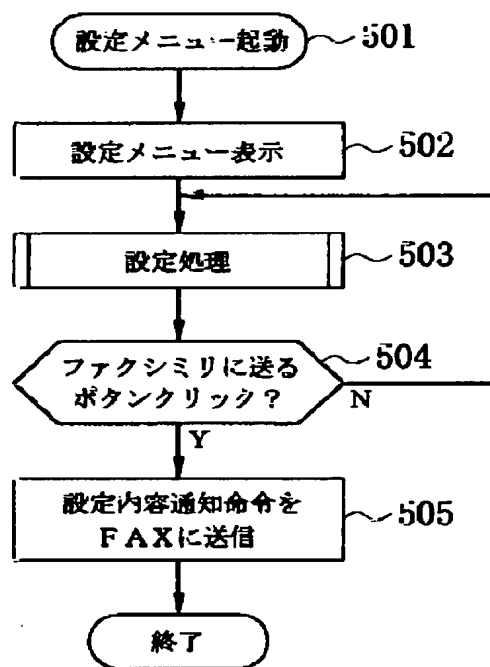 設定メニュー起動
501
設定メニュー表示
502
設定処理
503
ファクシミリに送る
ボタンクリック？
504
N
Y
設定内容通知命令を
FAXに送信
505
終了